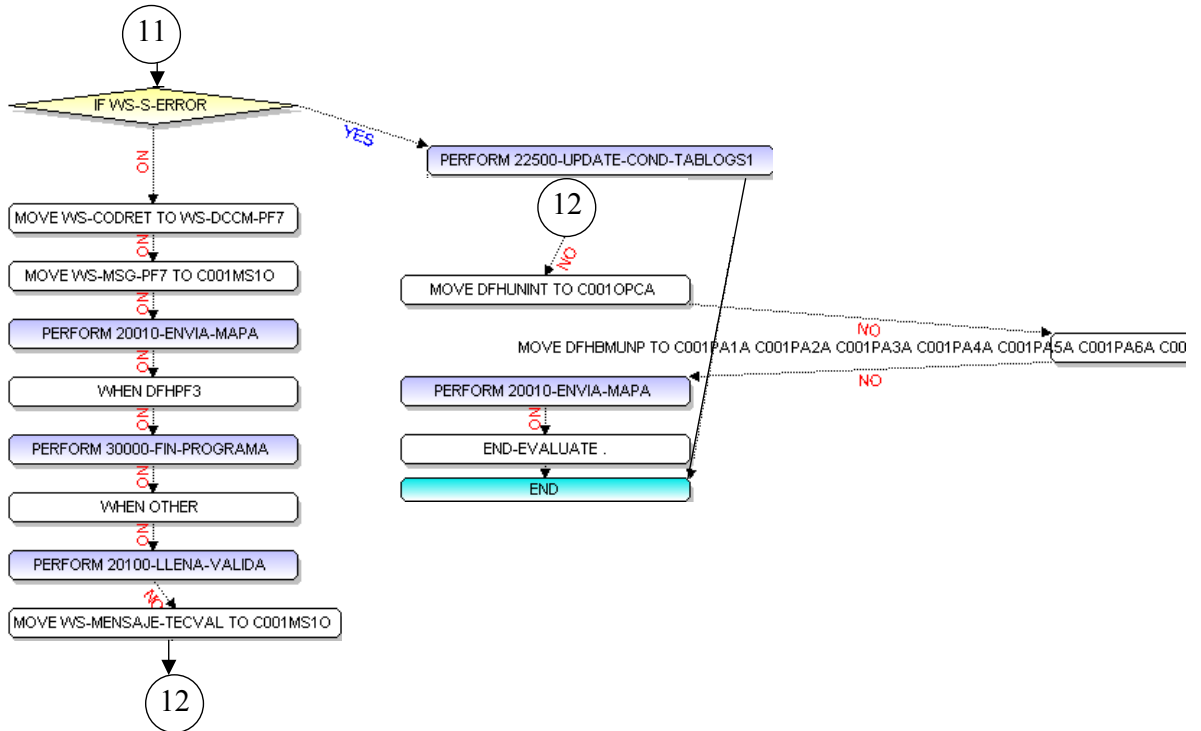 11
IF WS-S-ERROR
YES
NO
PERFORM 22500-UPDATE-COND-TABLOGS1
MOVE WS-CODRET TO WS-DCCM-PF7
NO
MOVE WS-MSG-PF7 TO C001MS1O
NO
PERFORM 20010-ENVIA-MAPA
NO
WHEN DFHPF3
NO
PERFORM 30000-FIN-PROGRAMA
NO
WHEN OTHER
NO
PERFORM 20100-LLENA-VALIDA
NO
MOVE WS-MENSAJE-TECVAL TO C001MS1O
12
12
NO
MOVE DFHUNINT TO C001OPCA
NO
MOVE DFHBMUNP TO C001PA1A C001PA2A C001PA3A C001PA4A C001PA5A C001PA6A C00
NO
PERFORM 20010-ENVIA-MAPA
NO
END-EVALUATE .
END